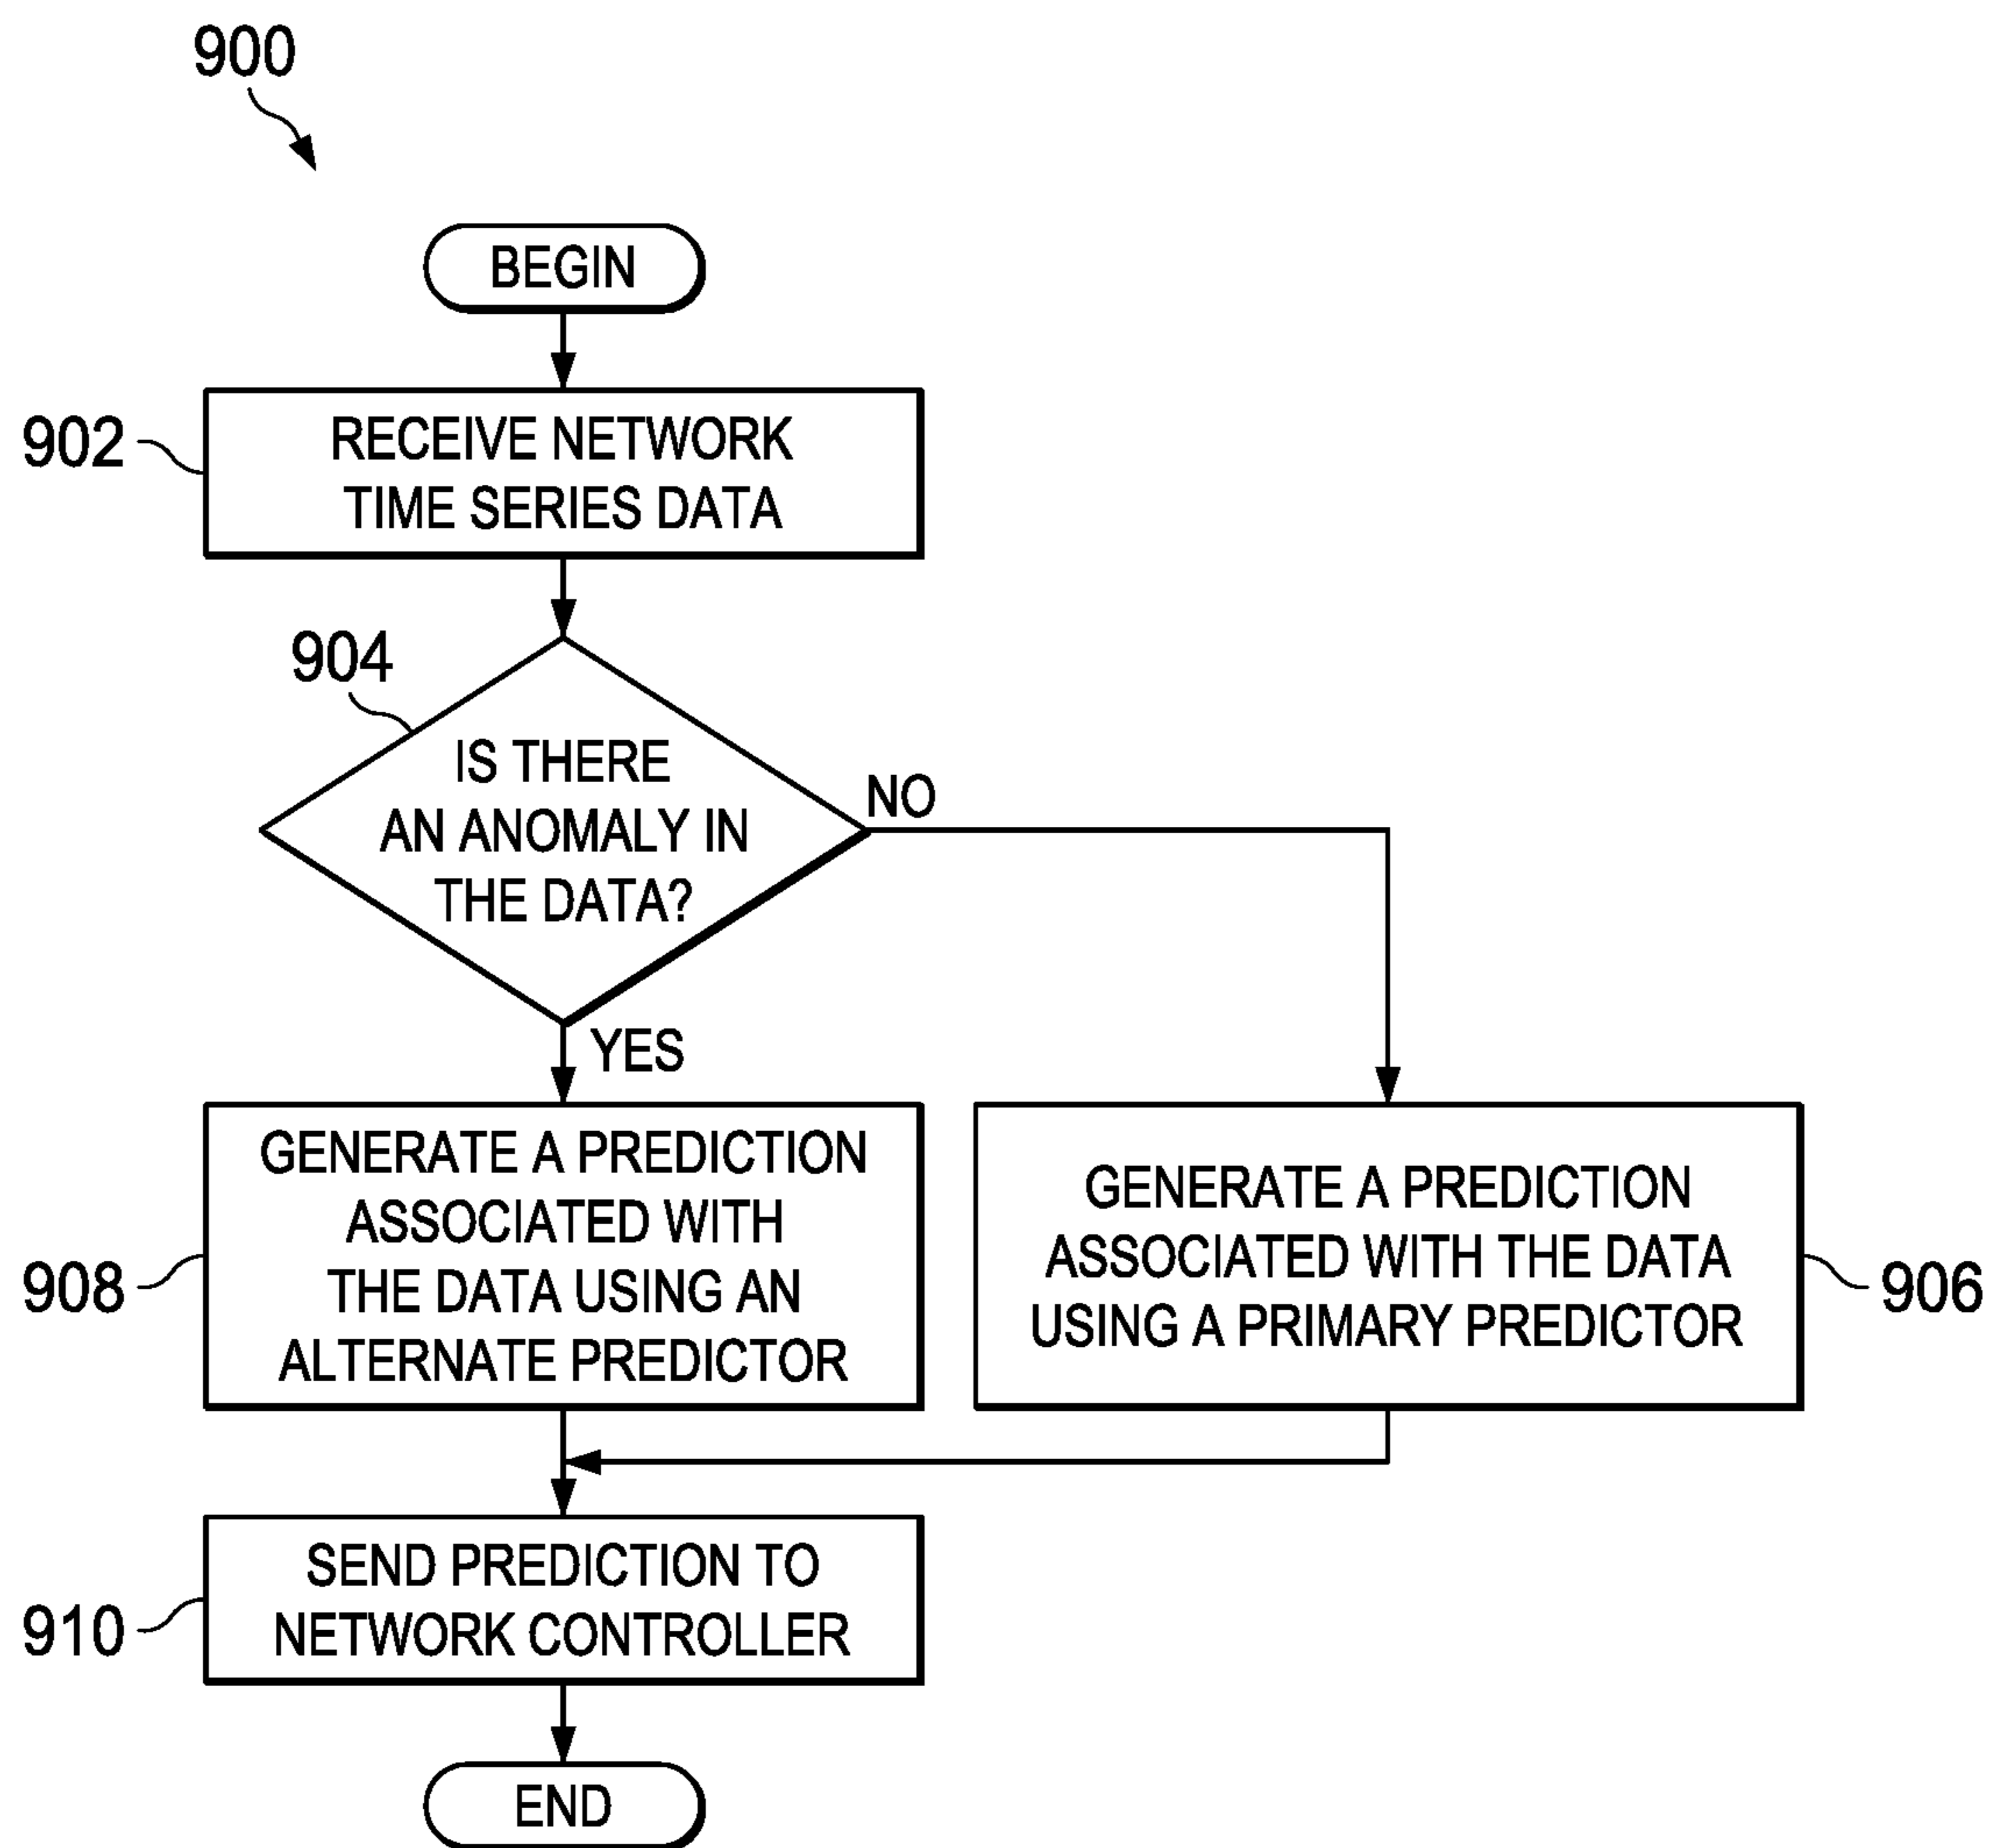 900
BEGIN
902
RECEIVE NETWORK
TIME SERIES DATA
904
IS THERE
AN ANOMALY IN
THE DATA?
NO
YES
908
GENERATE A PREDICTION
ASSOCIATED WITH
THE DATA USING AN
ALTERNATE PREDICTOR
GENERATE A PREDICTION
ASSOCIATED WITH THE DATA
USING A PRIMARY PREDICTOR
906
910
SEND PREDICTION TO
NETWORK CONTROLLER
END